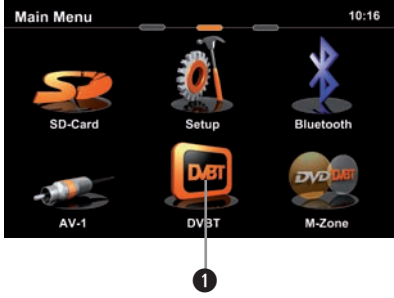 Main Menu 10:16
SD
SD-Card Setup Bluetooth
DVBT DVD DVBT
AV-1 DVBT M-Zone
1